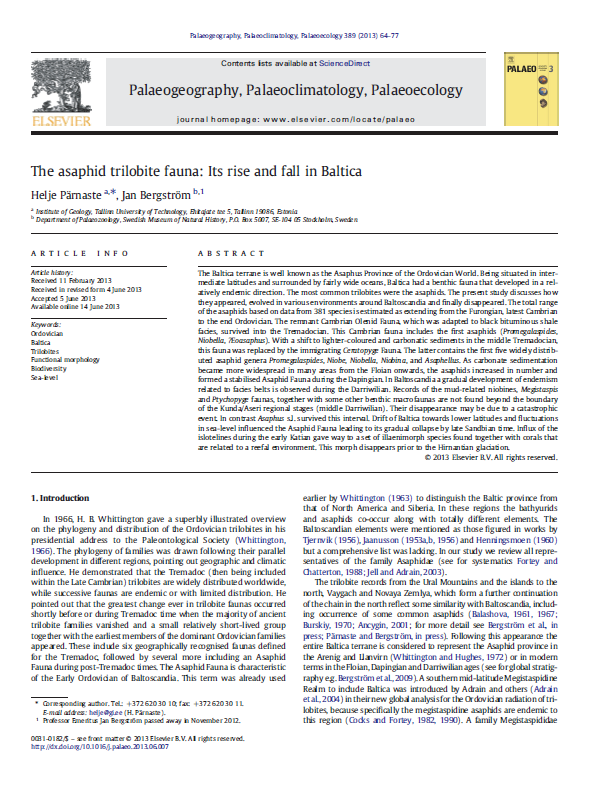 Palaeogeography, Palaeoclimatology, Palaeoecology 389 (2013) 64–77
Contents lists available at ScienceDirect
Palaeogeography, Palaeoclimatology, Palaeoecology
journal homepage: www.elsevier.com/locate/palaeo
ELSEVIER
PALAEO 3
The asaphid trilobite fauna: Its rise and fall in Baltica
Helje Pärnaste a,*, Jan Bergström b,1
a Institute of Geology, Tallinn University of Technology, Ehitajate tee 5, Tallinn 19086, Estonia
b Department of Palaeozoology, Swedish Museum of Natural History, P.O. Box 5007, SE-104 05 Stockholm, Sweden
ARTICLE INFO
Article history:
Received 11 February 2013
Received in revised form 4 June 2013
Accepted 5 June 2013
Available online 14 June 2013
Keywords:
Ordovician
Baltica
Trilobites
Functional morphology
Biodiversity
Sea-level
ABSTRACT
The Baltica terrane is well known as the Asaphus Province of the Ordovician World. Being situated in inter-
mediate latitudes and surrounded by fairly wide oceans, Baltica had a benthic fauna that developed in a rel-
atively endemic direction. The most common trilobites were the asaphids. The present study discusses how
they appeared, evolved in various environments around Baltoscandia and finally disappeared. The total range
of the asaphids based on data from 381 species is estimated as extending from the Furongian, latest Cambrian
to the end Ordovician. The remnant Cambrian Olenid Fauna, which was adapted to black bituminous shale
facies, survived into the Tremadocian. This Cambrian fauna includes the first asaphids (Promegalaspides,
Niobella, ?Eoasaphus). With a shift to lighter-coloured and carbonatic sediments in the middle Tremadocian,
this fauna was replaced by the immigrating Ceratopyge Fauna. The latter contains the first five widely distrib-
uted asaphid genera Promegalaspides, Niobe, Niobella, Niobina, and Asaphellus. As carbonate sedimentation
became more widespread in many areas from the Floian onwards, the asaphids increased in number and
formed a stabilised Asaphid Fauna during the Dapingian. In Baltoscandia a gradual development of endemism
related to facies belts is observed during the Darriwilian. Records of the mud-related niobines, Megistaspis
and Ptychopyge faunas, together with some other benthic macrofaunas are not found beyond the boundary
of the Kunda/Aseri regional stages (middle Darriwilian). Their disappearance may be due to a catastrophic
event. In contrast Asaphus s.l. survived this interval. Drift of Baltica towards lower latitudes and fluctuations
in sea-level influenced the Asaphid Fauna leading to its gradual collapse by late Sandbian time. Influx of the
isotelines during the early Katian gave way to a set of illaenimorph species found together with corals that
are related to a reefal environment. This morph disappears prior to the Hirnantian glaciation.
© 2013 Elsevier B.V. All rights reserved.
1. Introduction
In 1966, H. B. Whittington gave a superbly illustrated overview
on the phylogeny and distribution of the Ordovician trilobites in his
presidential address to the Paleontological Society (Whittington,
1966). The phylogeny of families was drawn following their parallel
development in different regions, pointing out geographic and climatic
influence. He demonstrated that the Tremadoc (then being included
within the Late Cambrian) trilobites are widely distributed worldwide,
while successive faunas are endemic or with limited distribution. He
pointed out that the greatest change ever in trilobite faunas occurred
shortly before or during Tremadoc time when the majority of ancient
trilobite families vanished and a small relatively short-lived group
together with the earliest members of the dominant Ordovician families
appeared. These include six geographically recognised faunas defined
for the Tremadoc, followed by several more including an Asaphid
Fauna during post-Tremadoc times. The Asaphid Fauna is characteristic
of the Early Ordovician of Baltoscandia. This term was already used
earlier by Whittington (1963) to distinguish the Baltic province from
that of North America and Siberia. In these regions the bathyurids
and asaphids co-occur along with totally different elements. The
Baltoscandian elements were mentioned as those figured in works by
Tjernvik (1956), Jaanusson (1953a,b, 1956) and Henningsmoen (1960)
but a comprehensive list was lacking. In our study we review all repre-
sentatives of the family Asaphidae (see for systematics Fortey and
Chatterton, 1988; Jell and Adrain, 2003).
The trilobite records from the Ural Mountains and the islands to the
north, Vaygach and Novaya Zemlya, which form a further continuation
of the chain in the north reflect some similarity with Baltoscandia, includ-
ing occurrence of some common asaphids (Balashova, 1961, 1967;
Burskiy, 1970; Ancygin, 2001; for more detail see Bergström et al., in
press; Pärnaste and Bergström, in press). Following this appearance the
entire Baltica terrane is considered to represent the Asaphid province in
the Arenig and Llanvirn (Whittington and Hughes, 1972) or in modern
terms in the Floian, Dapingian and Darriwilian ages (see for global stratig-
raphy e.g. Bergström et al., 2009). A southern mid-latitude Megistaspidine
Realm to include Baltica was introduced by Adrain and others (Adrain
et al., 2004) in their new global analysis for the Ordovician radiation of tri-
lobites, because specifically the megistaspidine asaphids are endemic to
this region (Cocks and Fortey, 1982, 1990). A family Megistaspididae
* Corresponding author. Tel.: +372 620 30 10; fax: +372 620 30 11.
E-mail address: helje@gi.ee (H. Pärnaste).
1 Professor Emeritus Jan Bergström passed away in November 2012.
0031-0182/$ – see front matter © 2013 Elsevier B.V. All rights reserved.
http://dx.doi.org/10.1016/j.palaeo.2013.06.007